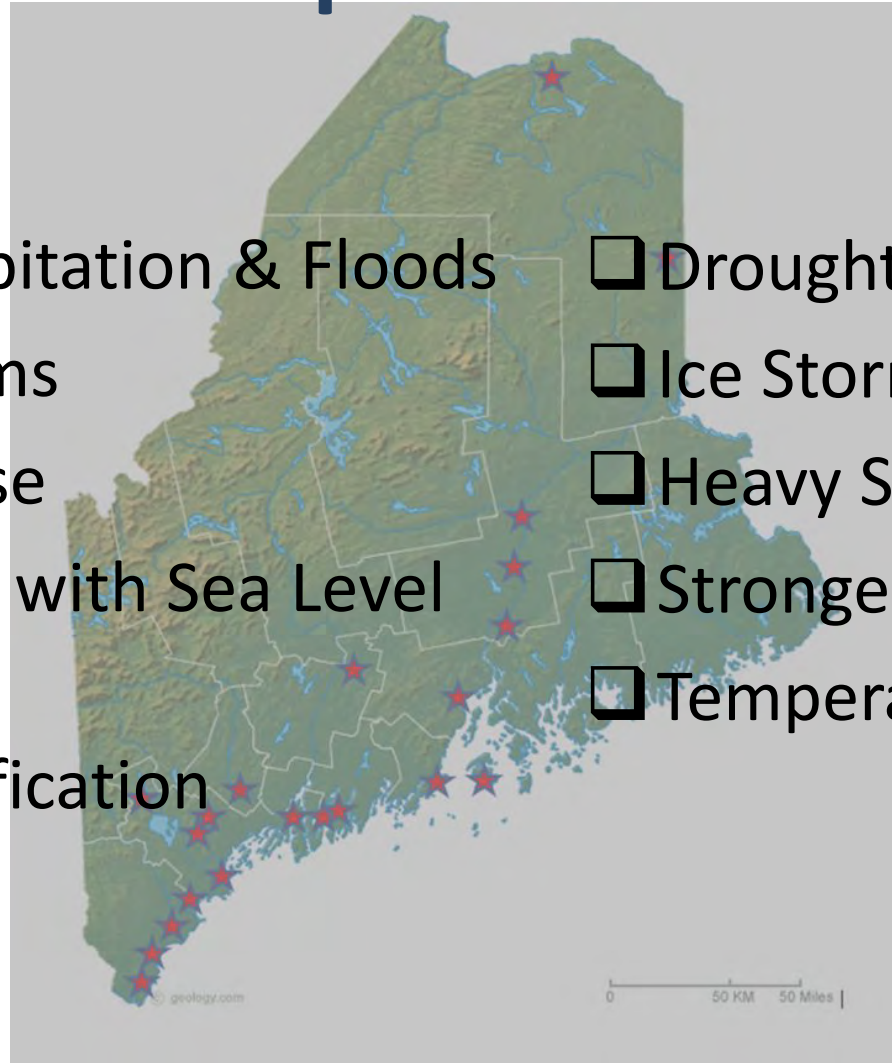 pitation & Floods
ms
se
with Sea Level
fication
❑ Drought
❑ Ice Stor
❑ Heavy S
❑ Stronge
❑ Tempera
© geology.com
0 50 KM 50 Miles